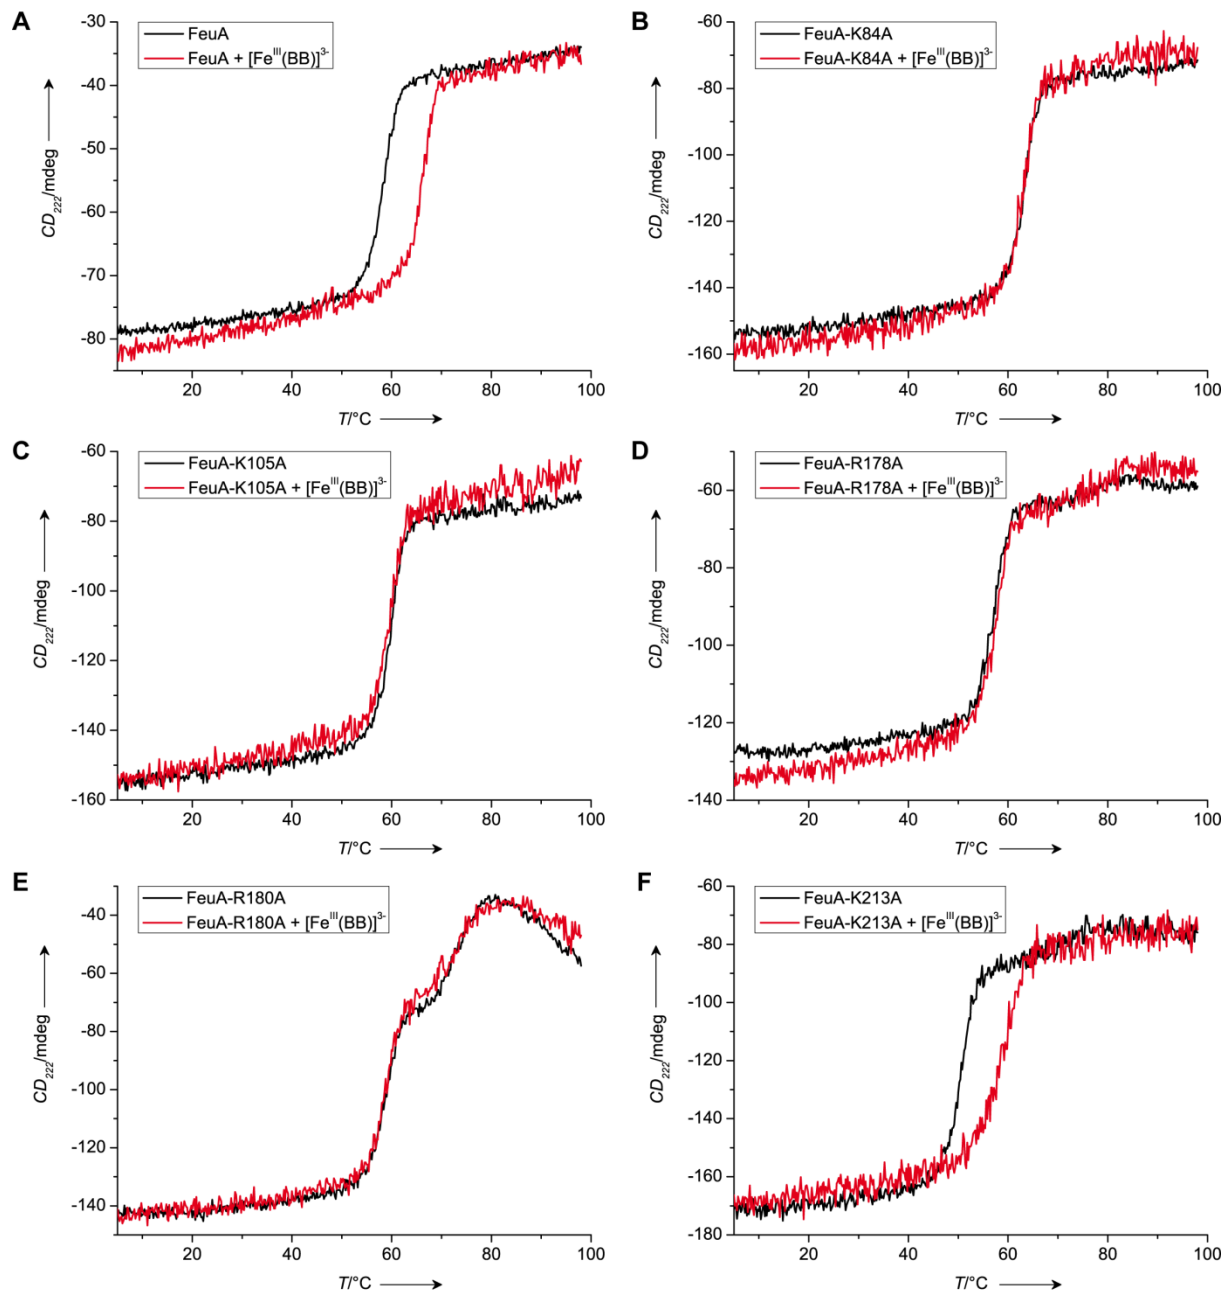 A
FeuA
FeuA + [Fe^III(BB)]^3-
CD_222/mdeg
-30
-40
-50
-60
-70
-80
20
40
60
80
100
T/°C
B
FeuA-K84A
FeuA-K84A + [Fe^III(BB)]^3-
CD_222/mdeg
-60
-80
-100
-120
-140
-160
20
40
60
80
100
T/°C
C
FeuA-K105A
FeuA-K105A + [Fe^III(BB)]^3-
CD_222/mdeg
-60
-80
-100
-120
-140
-160
20
40
60
80
100
T/°C
D
FeuA-R178A
FeuA-R178A + [Fe^III(BB)]^3-
CD_222/mdeg
-60
-80
-100
-120
-140
20
40
60
80
100
T/°C
E
FeuA-R180A
FeuA-R180A + [Fe^III(BB)]^3-
CD_222/mdeg
-40
-60
-80
-100
-120
-140
20
40
60
80
100
T/°C
F
FeuA-K213A
FeuA-K213A + [Fe^III(BB)]^3-
CD_222/mdeg
-60
-80
-100
-120
-140
-160
-180
20
40
60
80
100
T/°C